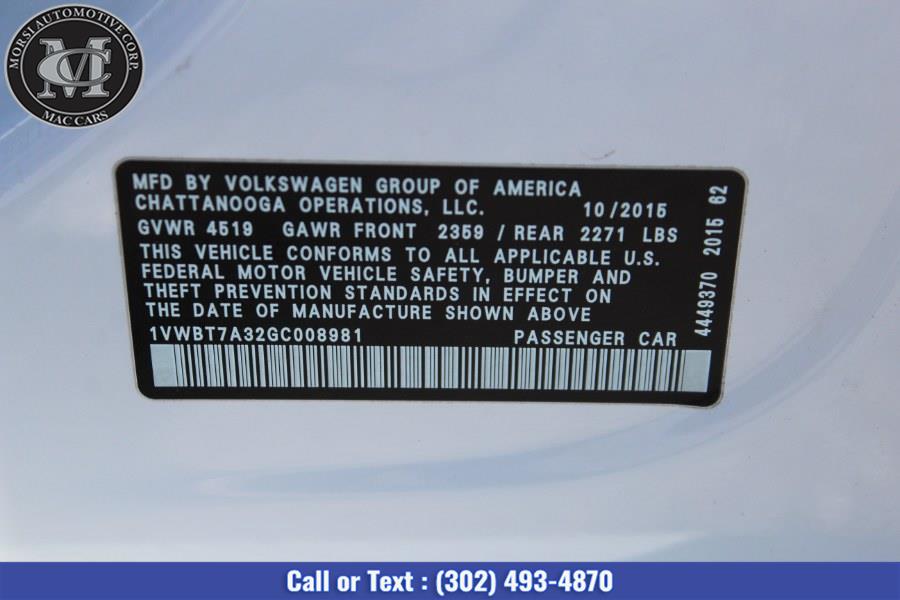 MORSI AUTOMOTIVE CORP.
MC
MAC CARS
MFD BY VOLKSWAGEN GROUP OF AMERICA
CHATTANOOGA OPERATIONS, LLC. 10/2015
GVWR 4519 GAWR FRONT 2359 / REAR 2271 LBS
THIS VEHICLE CONFORMS TO ALL APPLICABLE U.S.
FEDERAL MOTOR VEHICLE SAFETY, BUMPER AND
THEFT PREVENTION STANDARDS IN EFFECT ON
THE DATE OF MANUFACTURE SHOWN ABOVE
1VWBT7A32GC008981 PASSENGER CAR
4449370 2015 62
Call or Text : (302) 493-4870